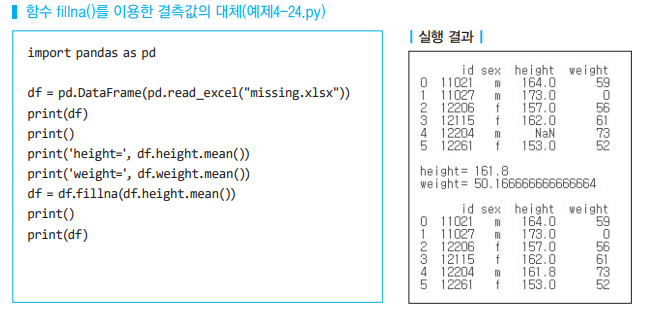 함수 fillna()를 이용한 결측값의 대체(예제4-24.py)
import pandas as pd
df = pd.DataFrame(pd.read_excel("missing.xlsx"))
print(df)
print()
print('height=', df.height.mean())
print('weight=', df.weight.mean())
df = df.fillna(df.height.mean())
print()
print(df)
| 실행 결과 |
id sex height weight
0 11021 m 164.0 59
1 11027 m 173.0 0
2 12206 f 157.0 56
3 12115 f 162.0 61
4 12204 m NaN 73
5 12261 f 153.0 52
height= 161.8
weight= 50.166666666666664
id sex height weight
0 11021 m 164.0 59
1 11027 m 173.0 0
2 12206 f 157.0 56
3 12115 f 162.0 61
4 12204 m 161.8 73
5 12261 f 153.0 52